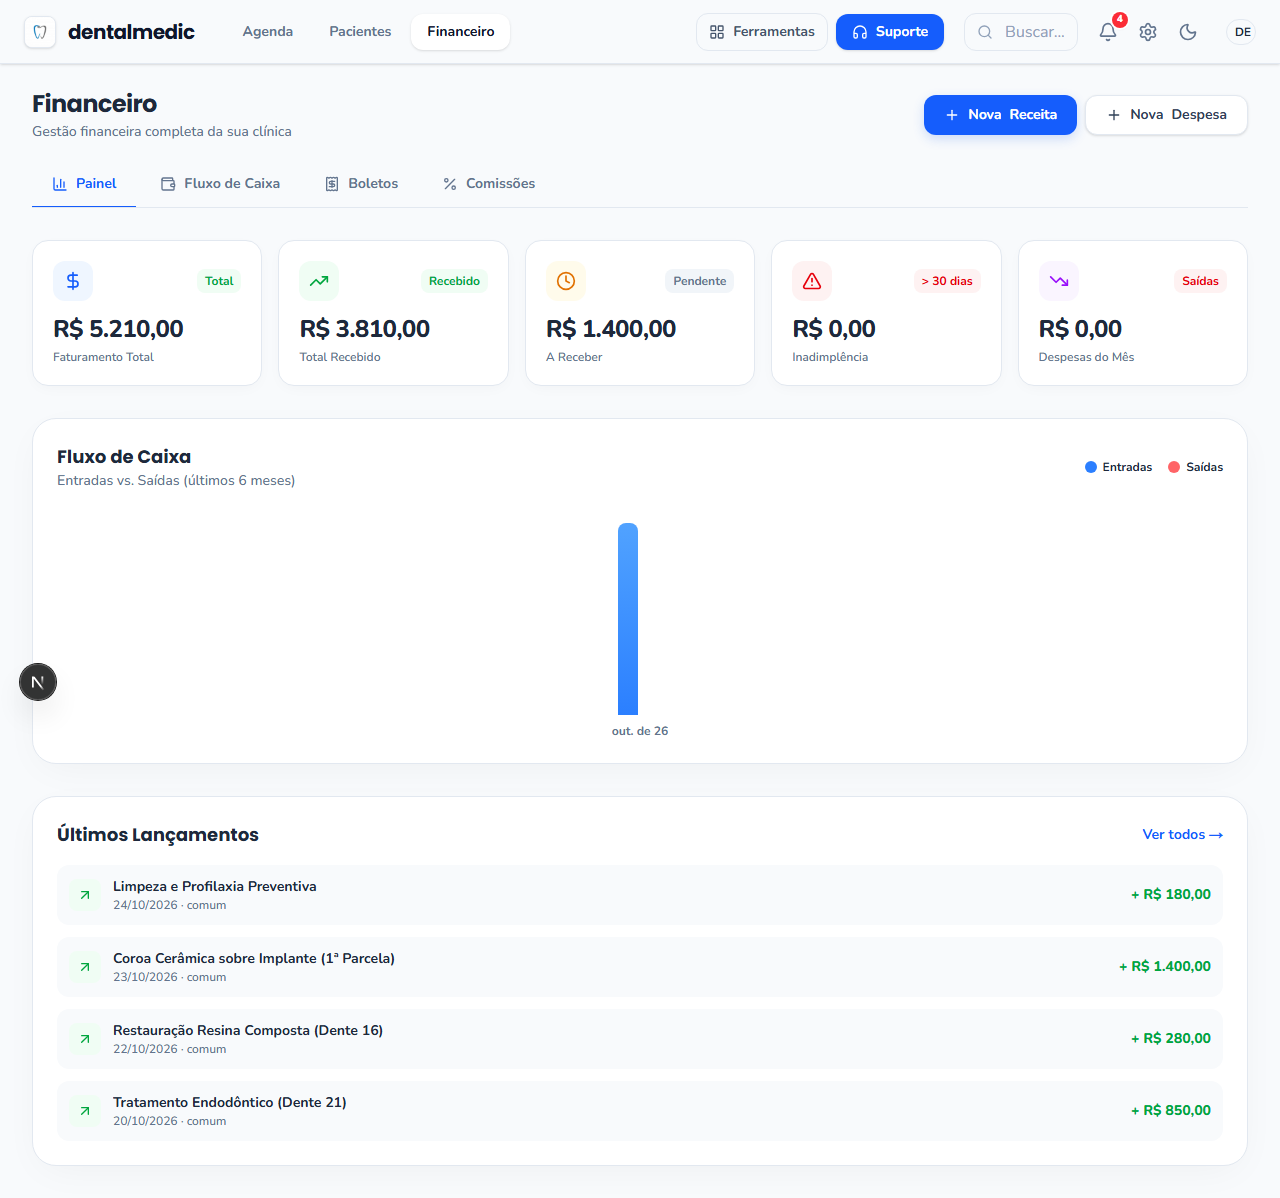 dentalmedic
Agenda
Pacientes
Financeiro
Ferramentas
Suporte
Buscar...
4
DE
Financeiro
Gestão financeira completa da sua clínica
+ Nova Receita
+ Nova Despesa
Painel
Fluxo de Caixa
Boletos
Comissões
Total
R$ 5.210,00
Faturamento Total
Recebido
R$ 3.810,00
Total Recebido
Pendente
R$ 1.400,00
A Receber
> 30 dias
R$ 0,00
Inadimplência
Saídas
R$ 0,00
Despesas do Mês
Fluxo de Caixa
Entradas vs. Saídas (últimos 6 meses)
Entradas
Saídas
N
out. de 26
Últimos Lançamentos
Ver todos →
Limpeza e Profilaxia Preventiva
24/10/2026 · comum
+ R$ 180,00
Coroa Cerâmica sobre Implante (1ª Parcela)
23/10/2026 · comum
+ R$ 1.400,00
Restauração Resina Composta (Dente 16)
22/10/2026 · comum
+ R$ 280,00
Tratamento Endodôntico (Dente 21)
20/10/2026 · comum
+ R$ 850,00